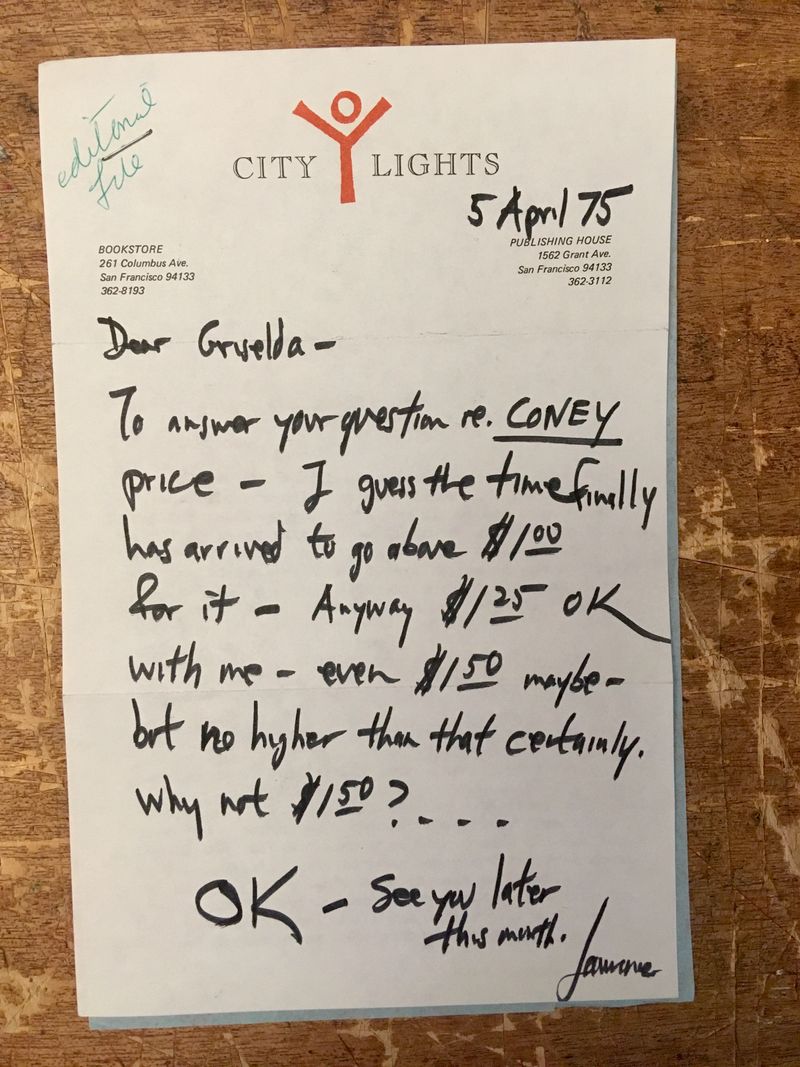 editorial
file
CITY LIGHTS
5 April 75
BOOKSTORE
261 Columbus Ave.
San Francisco 94133
362-8193
PUBLISHING HOUSE
1562 Grant Ave.
San Francisco 94133
362-3112
Dear Griselda –
To answer your question re. CONEY
price – I guess the time finally
has arrived to go above $1.00
for it – Anyway $1.25 OK
with me – even $1.50 maybe –
but no higher than that certainly.
Why not $1.50? . . . .
OK – See you later
this month.
Lawrence